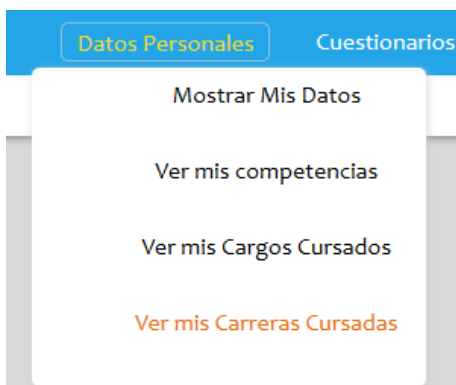 Datos Personales
Cuestionarios
Mostrar Mis Datos
Ver mis competencias
Ver mis Cargos Cursados
Ver mis Carreras Cursadas